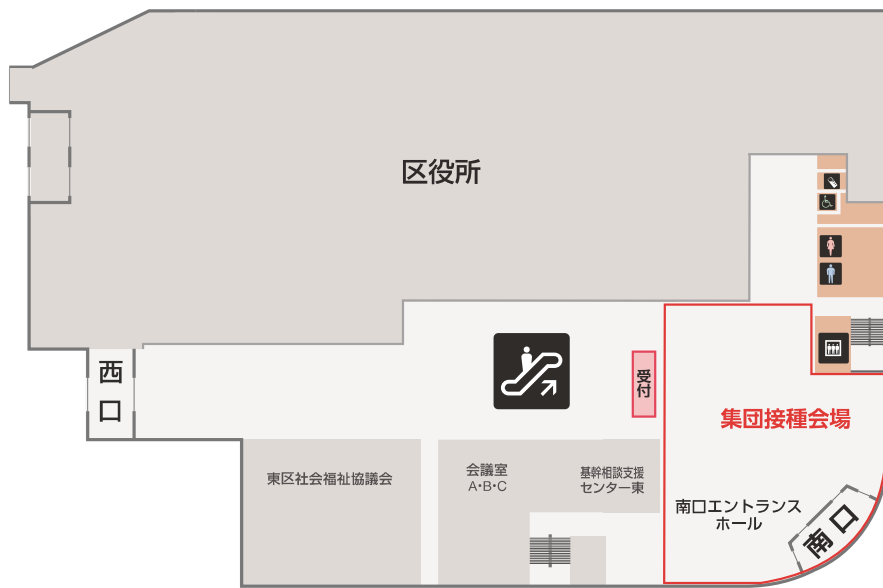 区役所
西口
受付
集団接種会場
東区社会福祉協議会
会議室
A・B・C
基幹相談支援
センター東
南口エントランス
ホール
南口